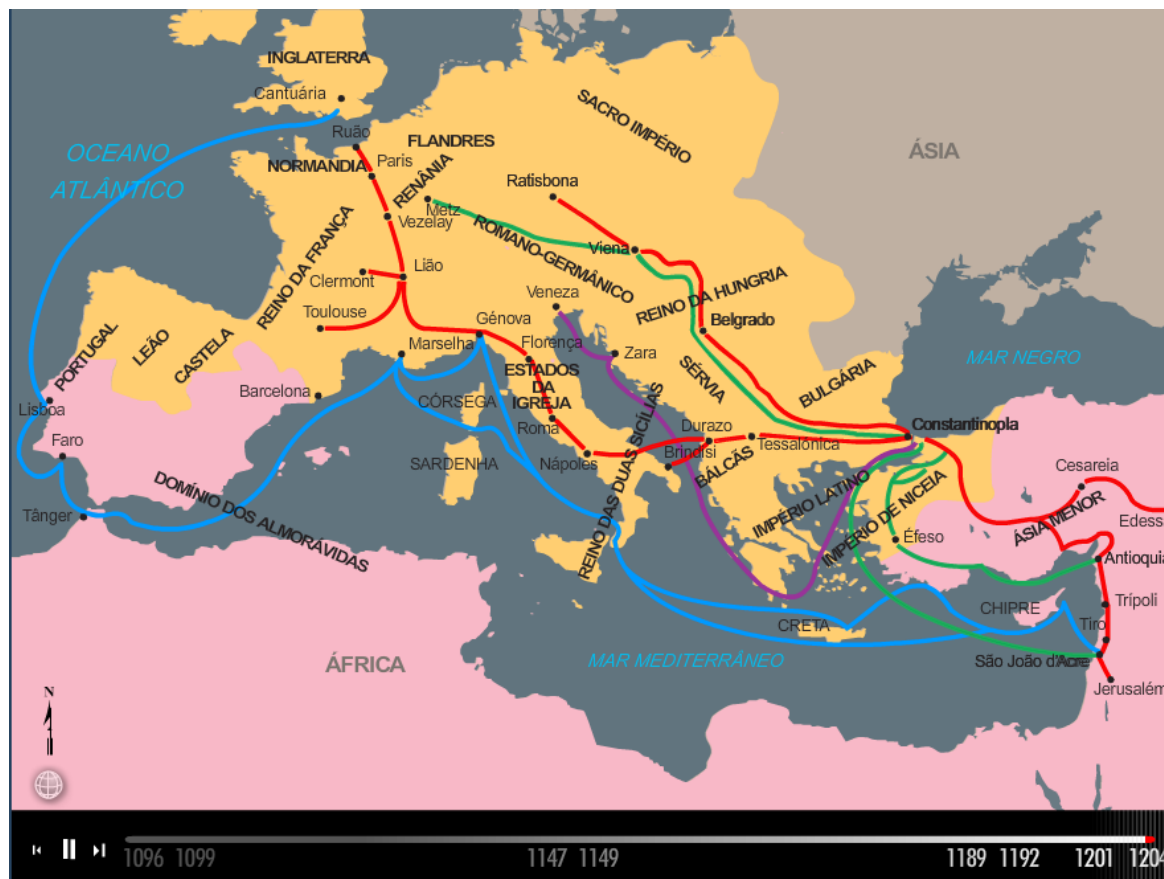 INGLATERRA
Cantuária
OCEANO
ATLÂNTICO
Ruão
FLANDRES
SACRO IMPÉRIO
ÁSIA
NORMANDIA
Paris
RENÂNIA
Metz
Ratisbona
Vezelay
ROMANO-GERMÂNICO
Viena
REINO DA FRANÇA
Clermont
Lião
REINO DA HUNGRIA
Veneza
Toulouse
Génova
Belgrado
PORTUGAL
LEÃO
CASTELA
Marselha
Florença
Zara
MAR NEGRO
ESTADOS
DA
IGREJA
SÉRVIA
BULGÁRIA
Barcelona
CÓRSEGA
Lisboa
Roma
Durazo
Constantinopla
Faro
SARDENHA
Nápoles
Brindisi
Tessalónica
BALCÃS
REINO DAS DUAS SICÍLIAS
Cesareia
DOMÍNIO DOS ALMORÁVIDAS
IMPÉRIO LATINO
IMPÉRIO DE NICEIA
ÁSIA MENOR
Tânger
Edess
Éfeso
Antioquia
CHIPRE
Trípoli
CRETA
Tiro
ÁFRICA
MAR MEDITERRÂNEO
São João d'Acre
Jerusalém
N
1096 1099 1147 1149 1189 1192 1201 1204